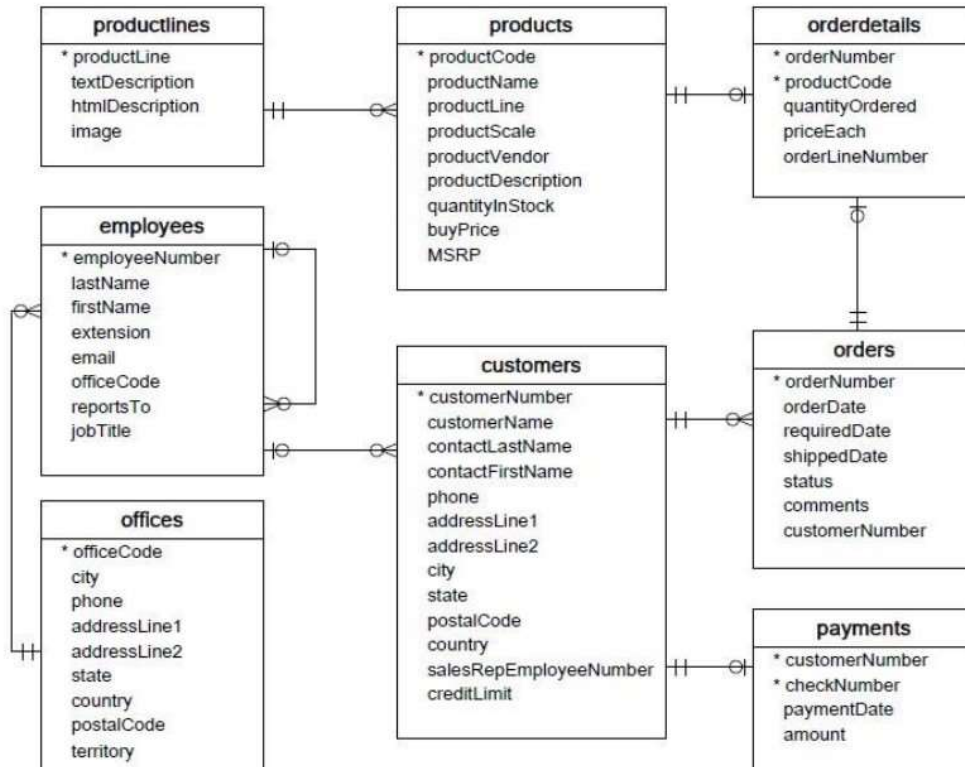 productlines
* productLine
textDescription
htmlDescription
image
products
* productCode
productName
productLine
productScale
productVendor
productDescription
quantityInStock
buyPrice
MSRP
orderdetails
* orderNumber
* productCode
quantityOrdered
priceEach
orderLineNumber
employees
* employeeNumber
lastName
firstName
extension
email
officeCode
reportsTo
jobTitle
customers
* customerNumber
customerName
contactLastName
contactFirstName
phone
addressLine1
addressLine2
city
state
postalCode
country
salesRepEmployeeNumber
creditLimit
orders
* orderNumber
orderDate
requiredDate
shippedDate
status
comments
customerNumber
offices
* officeCode
city
phone
addressLine1
addressLine2
state
country
postalCode
territory
payments
* customerNumber
* checkNumber
paymentDate
amount